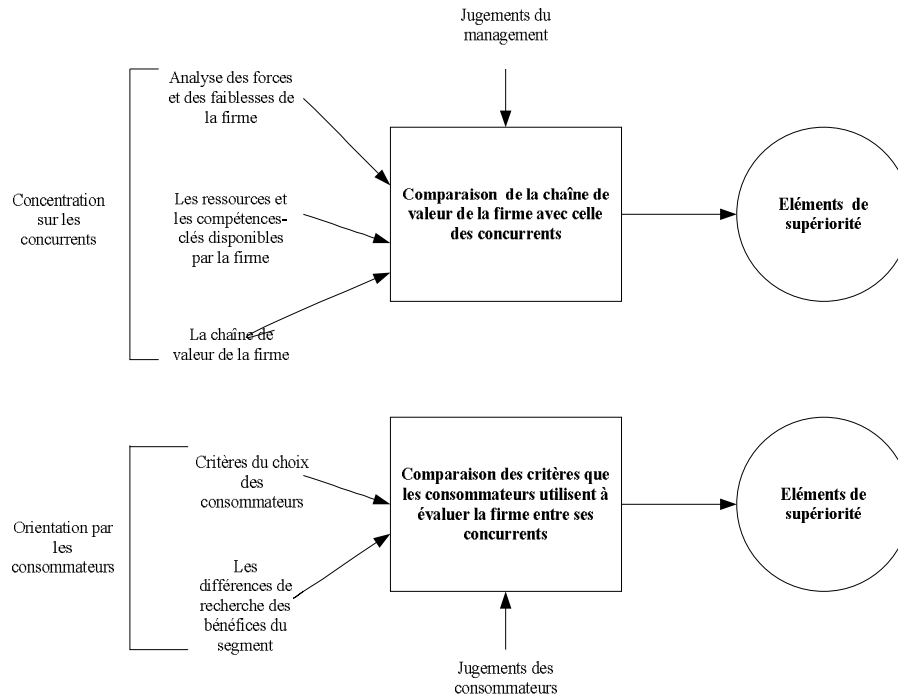 Jugements du
management
Concentration
sur les
concurrents
Analyse des forces
et des faiblesses de
la firme
Les ressources et
les compétences-
clés disponibles
par la firme
La chaîne de
valeur de la firme
Comparaison de la chaîne de
valeur de la firme avec celle
des concurrents
Eléments de
supériorité
Orientation par
les
consommateurs
Critères du choix
des
consommateurs
Les
différences de
recherche des
bénéfices du
segment
Comparaison des critères que
les consommateurs utilisent à
évaluer la firme entre ses
concurrents
Eléments de
supériorité
Jugements des
consommateurs